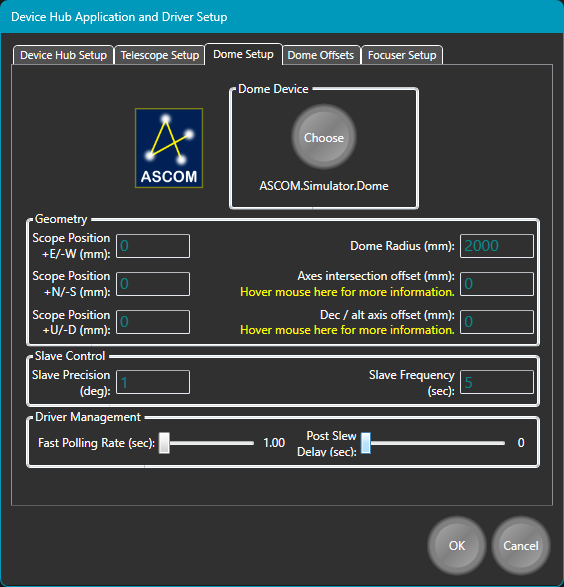 Device Hub Application and Driver Setup
Device Hub Setup
Telescope Setup
Dome Setup
Dome Offsets
Focuser Setup
ASCOM
Dome Device
Choose
ASCOM.Simulator.Dome
Geometry
Scope Position
+E/-W (mm):
0
Dome Radius (mm):
2000
Scope Position
+N/-S (mm):
0
Axes intersection offset (mm):
Hover mouse here for more information.
0
Scope Position
+U/-D (mm):
0
Dec / alt axis offset (mm):
Hover mouse here for more information.
0
Slave Control
Slave Precision
(deg):
1
Slave Frequency
(sec):
5
Driver Management
Fast Polling Rate (sec):
1.00
Post Slew
Delay (sec):
0
OK
Cancel